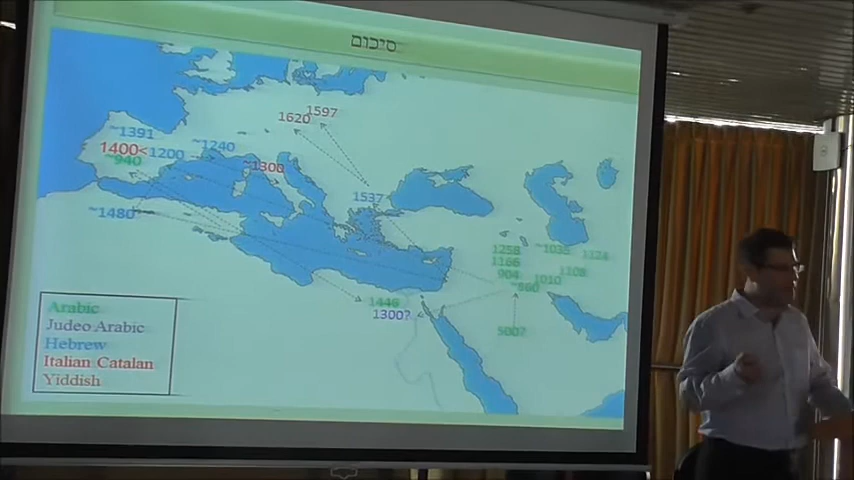 סיכום
1597
1620
~1391
1400< 1200 ~1240
~940
~1300
1537
~1480
1258 ~1035 1124
1166
904 1010 1108
~860
1446
1300?
500?
Arabic
Judeo Arabic
Hebrew
Italian Catalan
Yiddish